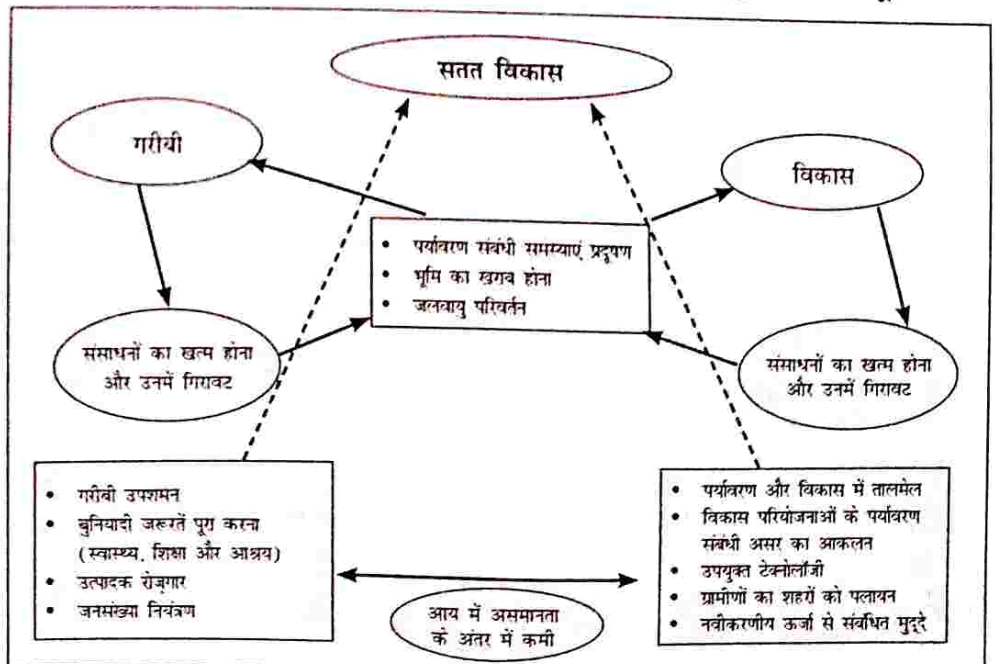 सतत विकास
गरीबी
विकास
• पर्यावरण संबंधी समस्याएं प्रदूषण
• भूमि का खराब होना
• जलवायु परिवर्तन
संसाधनों का खत्म होना
और उनमें गिरावट
संसाधनों का खत्म होना
और उनमें गिरावट
• गरीबी उपशमन
• बुनियादी जरूरतें पूरा करना
(स्वास्थ्य, शिक्षा और आश्रय)
• उत्पादक रोज़गार
• जनसंख्या नियंत्रण
• पर्यावरण और विकास में तालमेल
• विकास परियोजनाओं के पर्यावरण
संबंधी असर का आकलन
• उपयुक्त टेक्नोलॉजी
• ग्रामीणों का शहरों को पलायन
• नवीकरणीय ऊर्जा से संबंधित मुद्दे
आय में असमानता
के अंतर में कमी